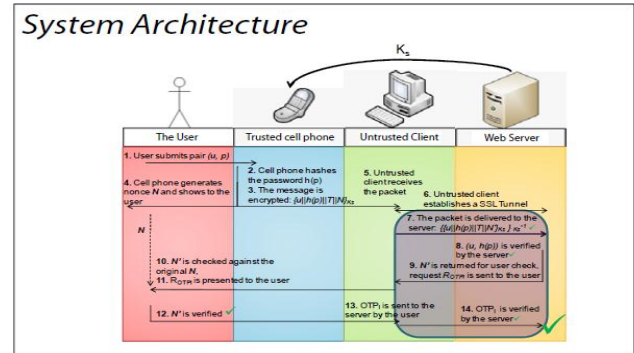 System Architecture
Ks
The User
Trusted cell phone
Untrusted Client
Web Server
1. User submits pair (u, p)
2. Cell phone hashes
the password h(p)
3. The message is
encrypted: {u||h(p)||T||N}Ks
4. Cell phone generates
nonce N and shows to the
user
5. Untrusted
client receives
the packet
6. Untrusted client
establishes a SSL Tunnel
7. The packet is delivered to the
server: {{u||h(p)||T||N}Ks } Ks-1 ✓
8. (u, h(p)) is verified
by the server✓
N
9. N' is returned for user check,
request ROTPi is sent to the user
10. N' is checked against the
original N,
11. ROTPi is presented to the user
12. N' is verified ✓
13. OTPi is sent to the
server by the user
14. OTPi is verified
by the server✓